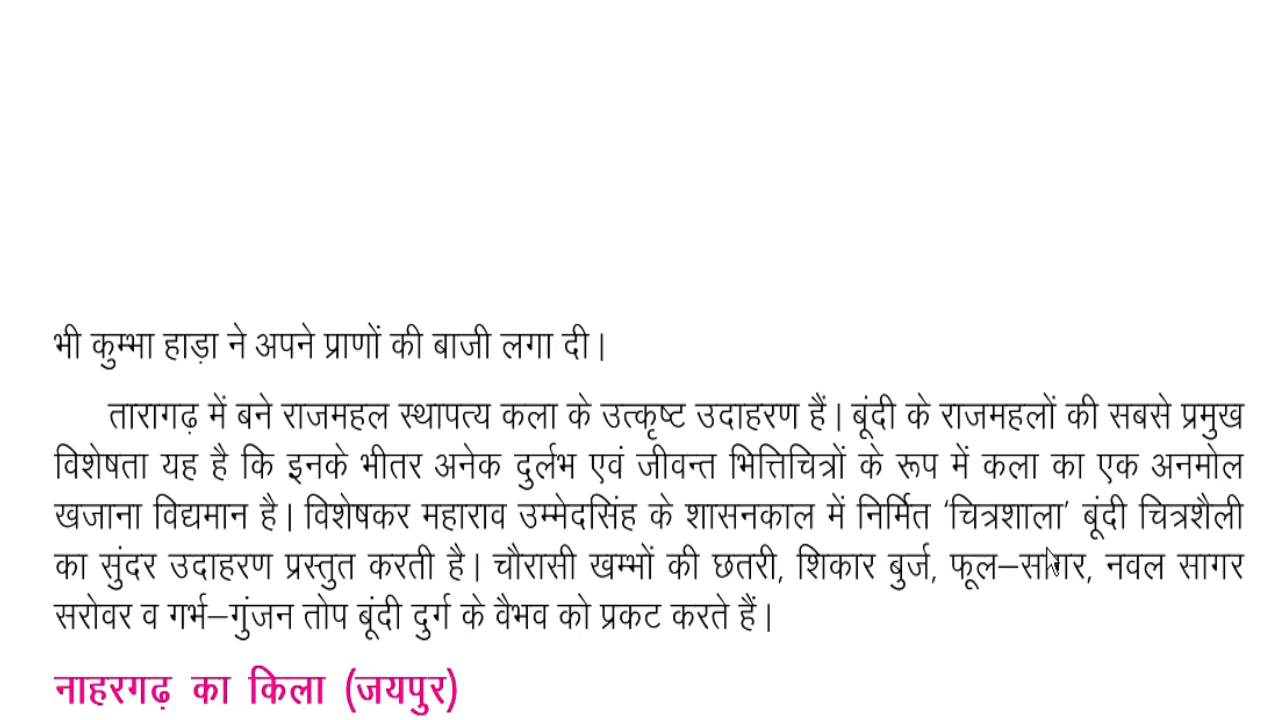 भी कुम्भा हाड़ा ने अपने प्राणों की बाजी लगा दी।
तारागढ़ में बने राजमहल स्थापत्य कला के उत्कृष्ट उदाहरण हैं। बूंदी के राजमहलों की सबसे प्रमुख
विशेषता यह है कि इनके भीतर अनेक दुर्लभ एवं जीवन्त भित्तिचित्रों के रूप में कला का एक अनमोल
खजाना विद्यमान है। विशेषकर महाराव उम्मेदसिंह के शासनकाल में निर्मित ‘चित्रशाला’ बूंदी चित्रशैली
का सुंदर उदाहरण प्रस्तुत करती है। चौरासी खम्भों की छतरी, शिकार बुर्ज, फूल–सागर, नवल सागर
सरोवर व गर्भ–गुंजन तोप बूंदी दुर्ग के वैभव को प्रकट करते हैं।
नाहरगढ़ का किला (जयपुर)